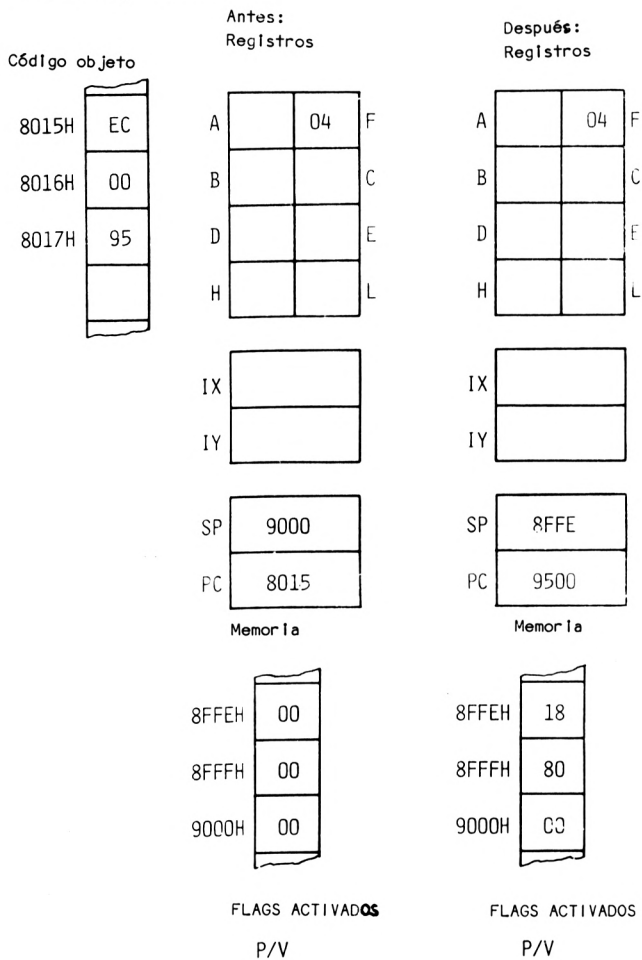 Antes:
Registros
Después:
Registros
Código objeto
8015H EC
8016H 00
8017H 95
A 04 F
B C
D E
H L
IX
IY
SP 9000
PC 8015
Memoria
8FFEH 00
8FFFH 00
9000H 00
FLAGS ACTIVADOS
P/V
A 04 F
B C
D E
H L
IX
IY
SP 8FFE
PC 9500
Memoria
8FFEH 18
8FFFH 80
9000H 00
FLAGS ACTIVADOS
P/V